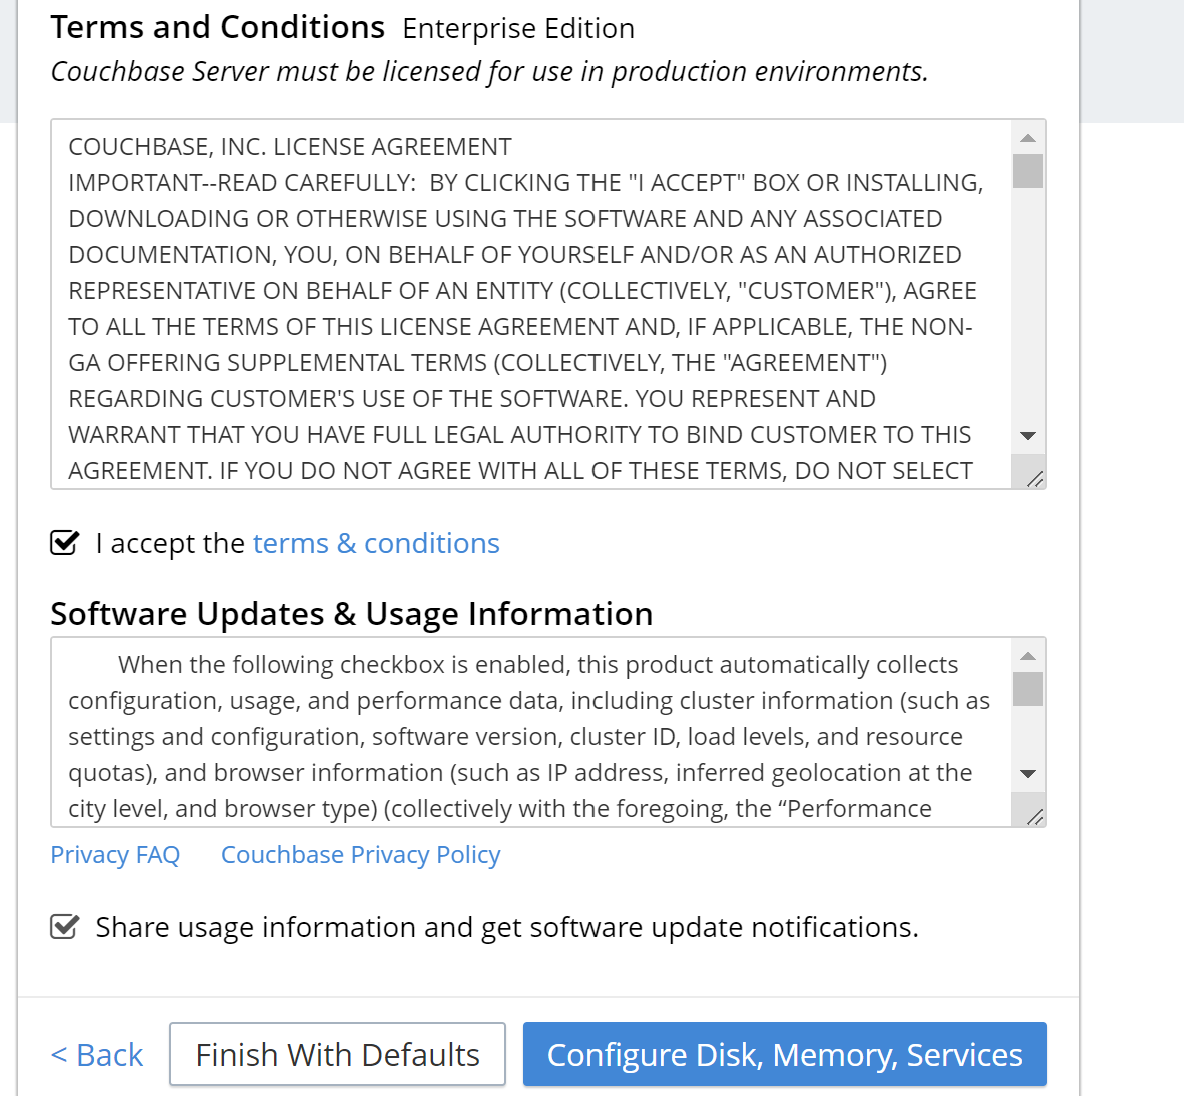 Terms and Conditions Enterprise Edition
Couchbase Server must be licensed for use in production environments.
COUCHBASE, INC. LICENSE AGREEMENT
IMPORTANT--READ CAREFULLY:  BY CLICKING THE "I ACCEPT" BOX OR INSTALLING,
DOWNLOADING OR OTHERWISE USING THE SOFTWARE AND ANY ASSOCIATED
DOCUMENTATION, YOU, ON BEHALF OF YOURSELF AND/OR AS AN AUTHORIZED
REPRESENTATIVE ON BEHALF OF AN ENTITY (COLLECTIVELY, "CUSTOMER"), AGREE
TO ALL THE TERMS OF THIS LICENSE AGREEMENT AND, IF APPLICABLE, THE NON-
GA OFFERING SUPPLEMENTAL TERMS (COLLECTIVELY, THE "AGREEMENT")
REGARDING CUSTOMER'S USE OF THE SOFTWARE. YOU REPRESENT AND
WARRANT THAT YOU HAVE FULL LEGAL AUTHORITY TO BIND CUSTOMER TO THIS
AGREEMENT. IF YOU DO NOT AGREE WITH ALL OF THESE TERMS, DO NOT SELECT
I accept the terms & conditions
Software Updates & Usage Information
When the following checkbox is enabled, this product automatically collects
configuration, usage, and performance data, including cluster information (such as
settings and configuration, software version, cluster ID, load levels, and resource
quotas), and browser information (such as IP address, inferred geolocation at the
city level, and browser type) (collectively with the foregoing, the “Performance
Privacy FAQ Couchbase Privacy Policy
Share usage information and get software update notifications.
< Back Finish With Defaults Configure Disk, Memory, Services